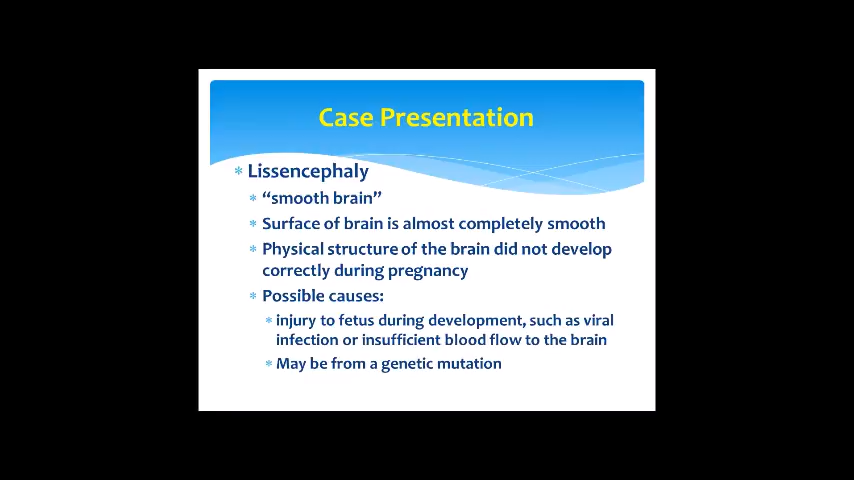 Case Presentation
* Lissencephaly
* “smooth brain”
* Surface of brain is almost completely smooth
* Physical structure of the brain did not develop
correctly during pregnancy
* Possible causes:
* injury to fetus during development, such as viral
infection or insufficient blood flow to the brain
* May be from a genetic mutation